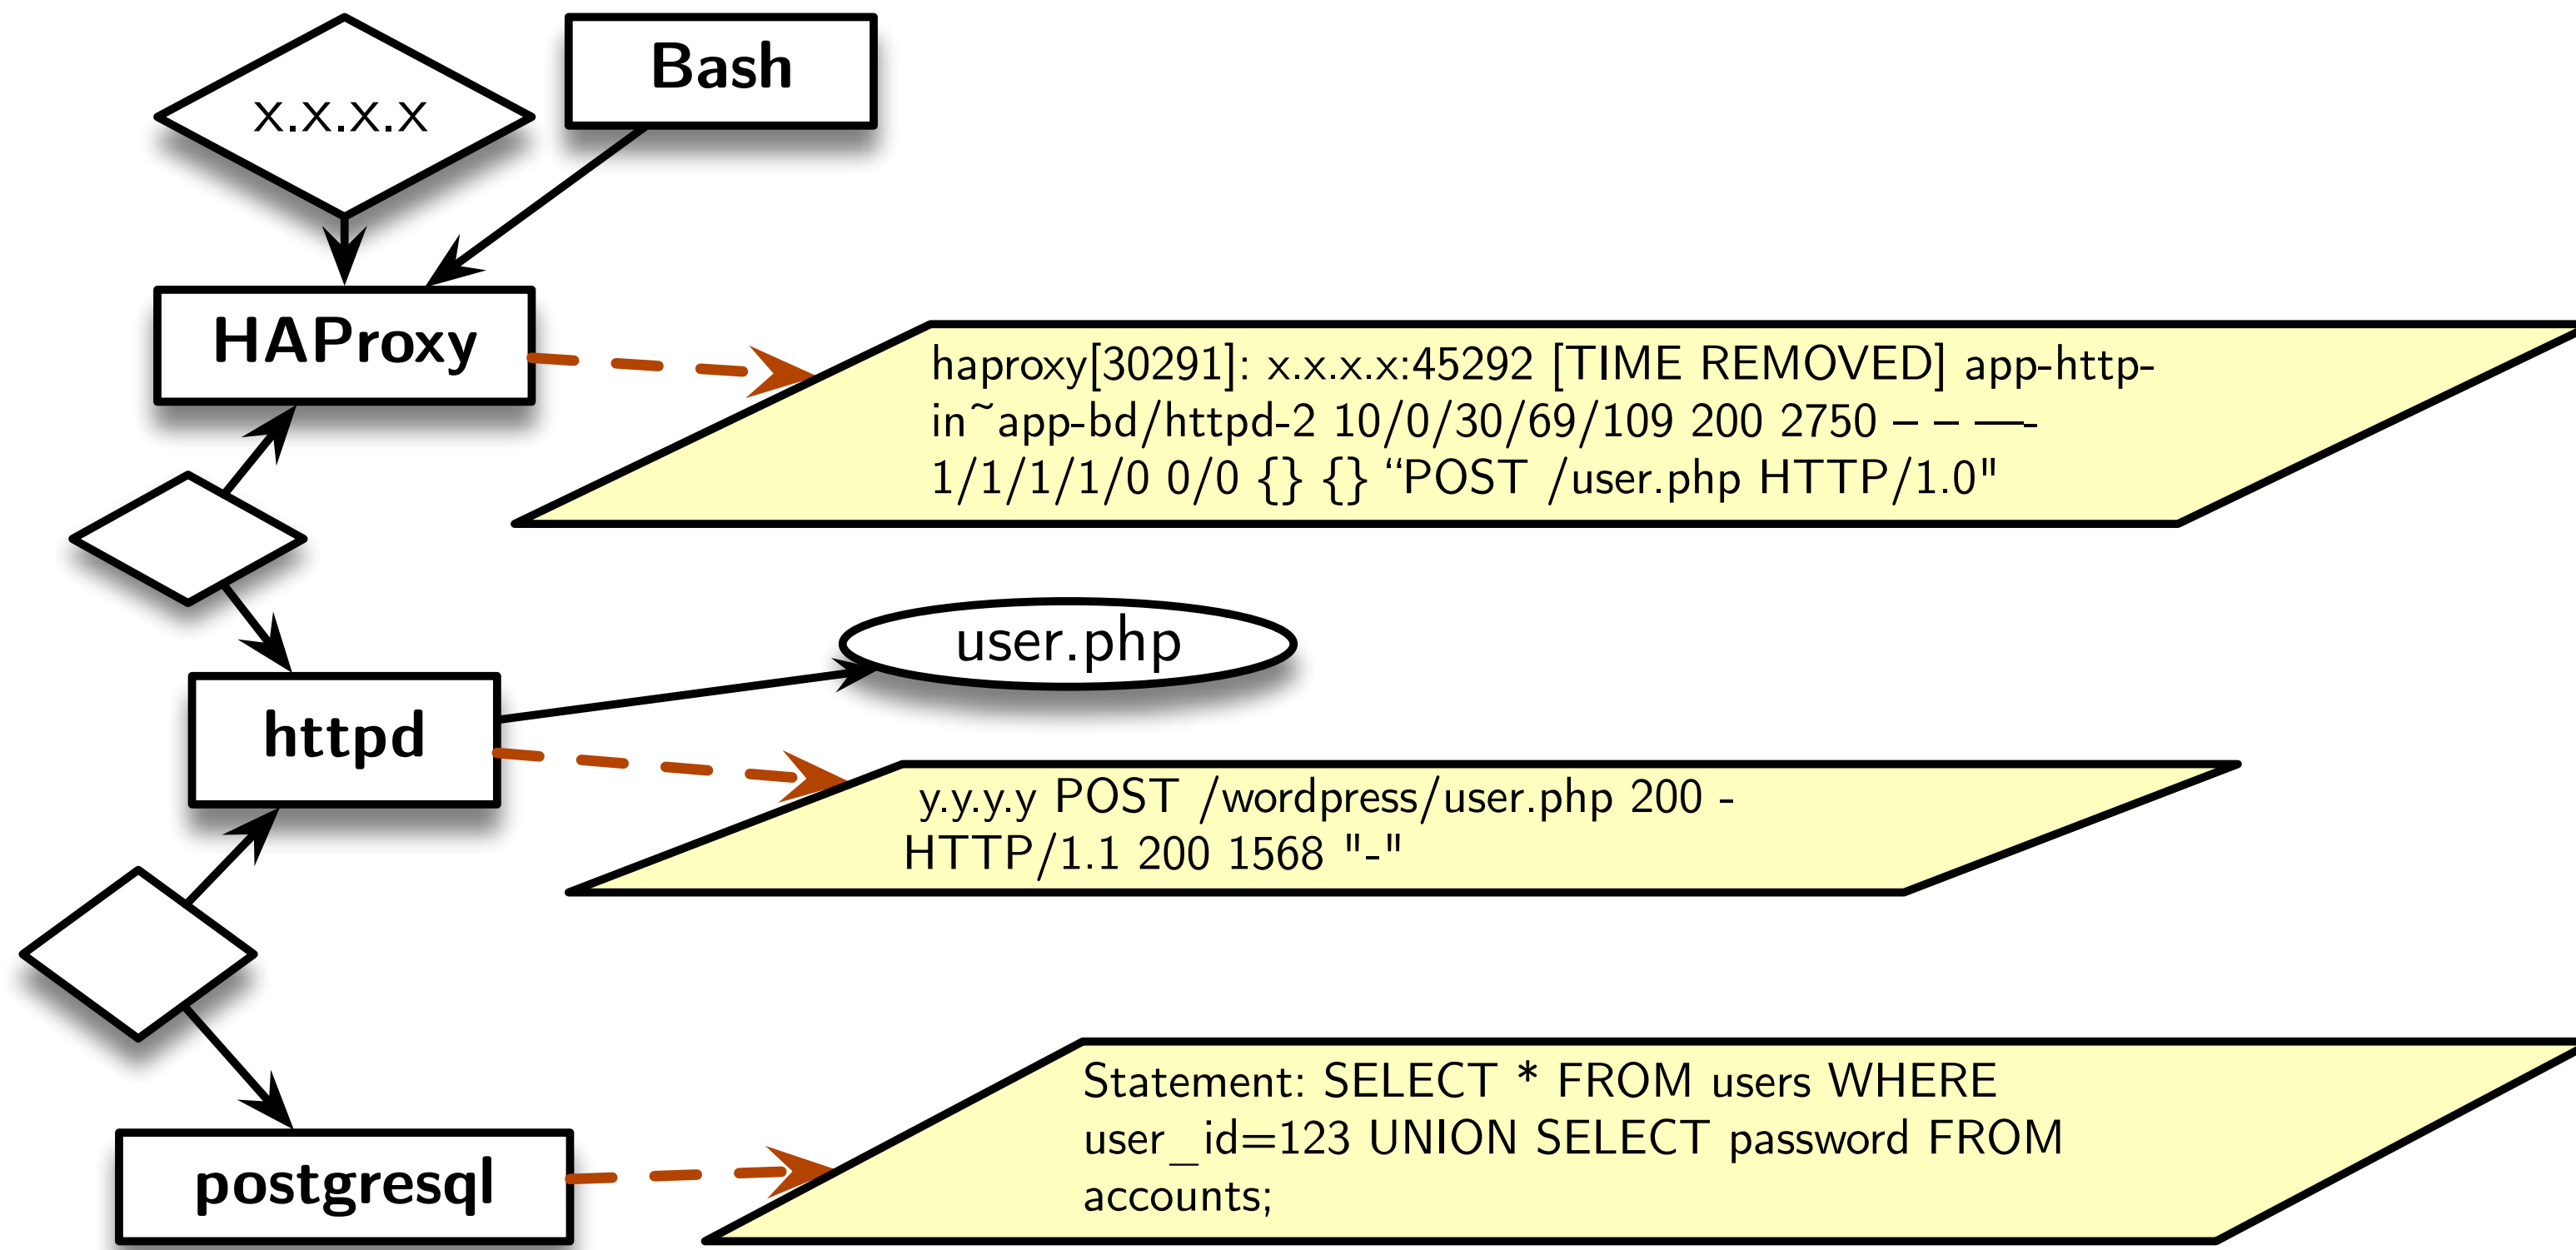 x.x.x.x
Bash
HAProxy
haproxy[30291]: x.x.x.x:45292 [TIME REMOVED] app-http-
in~app-bd/httpd-2 10/0/30/69/109 200 2750 – – —-
1/1/1/1/0 0/0 {} {} “POST /user.php HTTP/1.0"
user.php
httpd
y.y.y.y POST /wordpress/user.php 200 -
HTTP/1.1 200 1568 "-"
Statement: SELECT * FROM users WHERE
user_id=123 UNION SELECT password FROM
accounts;
postgresql